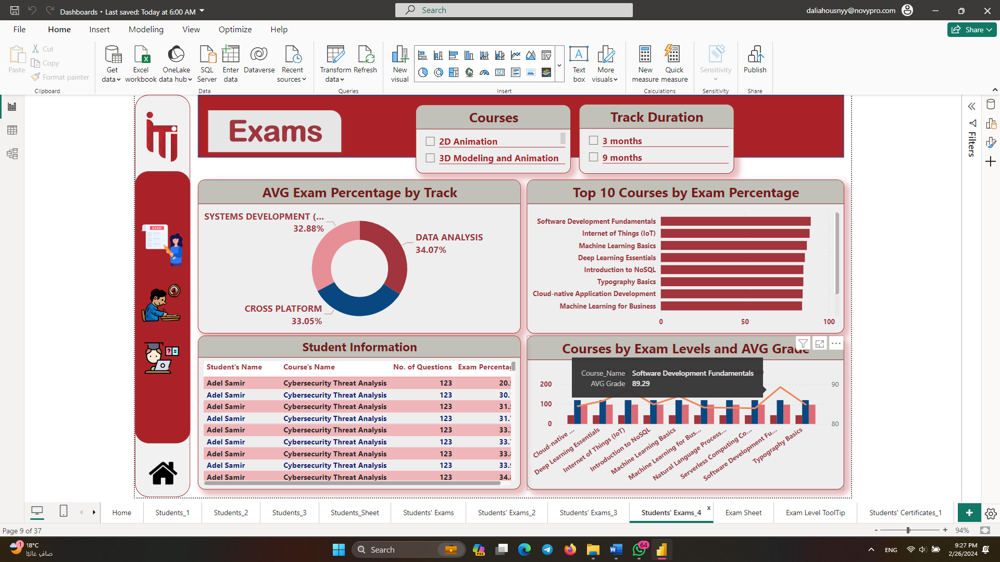 Dashboards • Last saved: Today at 6:00 AM
Search
daliahousnyy@novypro.com
File Home Insert Modeling View Optimize Help
Share
Paste
Cut
Copy
Format painter
Clipboard
Get data
Excel workbook
OneLake data hub
SQL Server
Enter data
Dataverse
Recent sources
Data
Transform data
Refresh
Queries
New visual
Insert
Text box
More visuals
New measure
Quick measure
Calculations
Sensitivity
Sensitivity
Publish
Share
iTi
Exams
Courses
2D Animation
3D Modeling and Animation
Track Duration
3 months
9 months
Filters
EXAM
AVG Exam Percentage by Track
SYSTEMS DEVELOPMENT (...
32.88%
DATA ANALYSIS
34.07%
CROSS PLATFORM
33.05%
Top 10 Courses by Exam Percentage
Software Development Fundamentals
Internet of Things (IoT)
Machine Learning Basics
Deep Learning Essentials
Introduction to NoSQL
Typography Basics
Cloud-native Application Development
Machine Learning for Business
0 50 100
Student Information
Student's Name Course's Name No. of Questions Exam Percentag
Adel Samir Cybersecurity Threat Analysis 123 20.
Adel Samir Cybersecurity Threat Analysis 123 30.
Adel Samir Cybersecurity Threat Analysis 123 31.
Adel Samir Cybersecurity Threat Analysis 123 31.
Adel Samir Cybersecurity Threat Analysis 123 33.
Adel Samir Cybersecurity Threat Analysis 123 33.
Adel Samir Cybersecurity Threat Analysis 123 33.
Adel Samir Cybersecurity Threat Analysis 123 33.
Adel Samir Cybersecurity Threat Analysis 123 34.
Courses by Exam Levels and AVG Grade
Course_Name Software Development Fundamentals
AVG Grade 89.29
200
100
0
90
80
Cloud-native ...
Deep Learning Essentials
Internet of Things (IoT)
Introduction to NoSQL
Machine Learning Basics
Machine Learning for Bus...
Natural Language Process...
Serverless Computing Co...
Software Development Fu...
Typography Basics
Home Students_1 Students_2 Students_3 Students_Sheet Students' Exams Students' Exams_2 Students' Exams_3 Students' Exams_4 x Exam Sheet Exam Level ToolTip Students' Certificates_1
Page 9 of 37
- + 94%
1
18°C
صافٍ غالبًا
Search
PRE
64
ENG
9:27 PM
2/26/2024